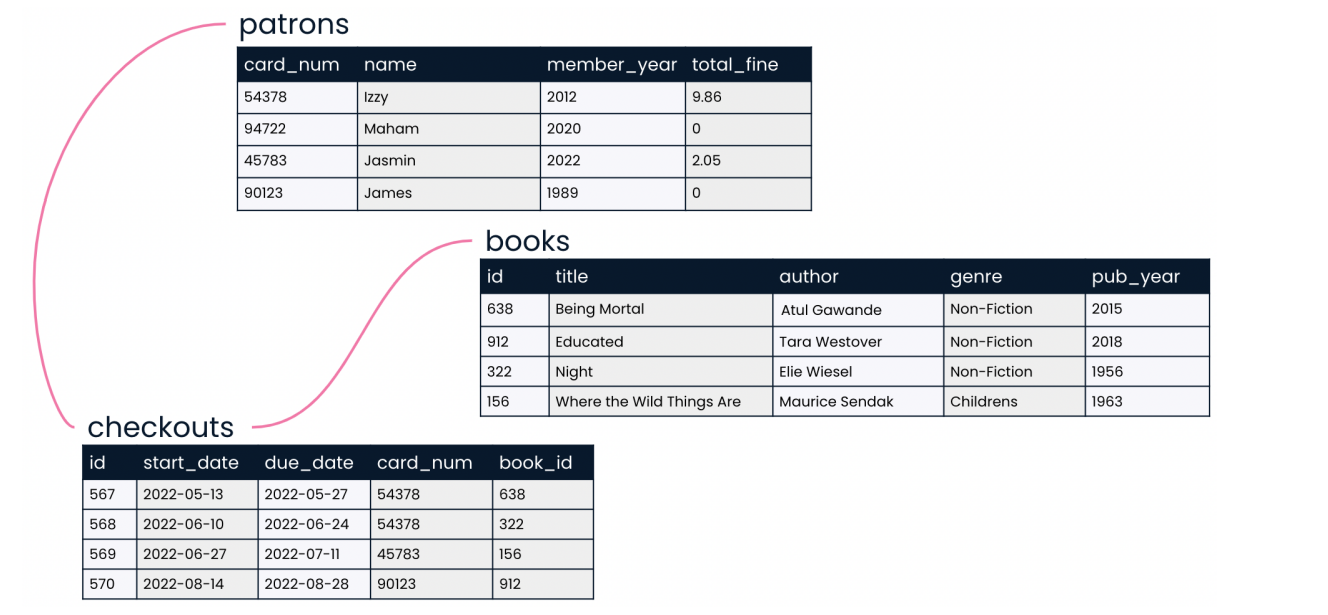 patrons
card_num name member_year total_fine
54378 Izzy 2012 9.86
94722 Maham 2020 0
45783 Jasmin 2022 2.05
90123 James 1989 0
books
id title author genre pub_year
638 Being Mortal Atul Gawande Non-Fiction 2015
912 Educated Tara Westover Non-Fiction 2018
322 Night Elie Wiesel Non-Fiction 1956
156 Where the Wild Things Are Maurice Sendak Childrens 1963
checkouts
id start_date due_date card_num book_id
567 2022-05-13 2022-05-27 54378 638
568 2022-06-10 2022-06-24 54378 322
569 2022-06-27 2022-07-11 45783 156
570 2022-08-14 2022-08-28 90123 912